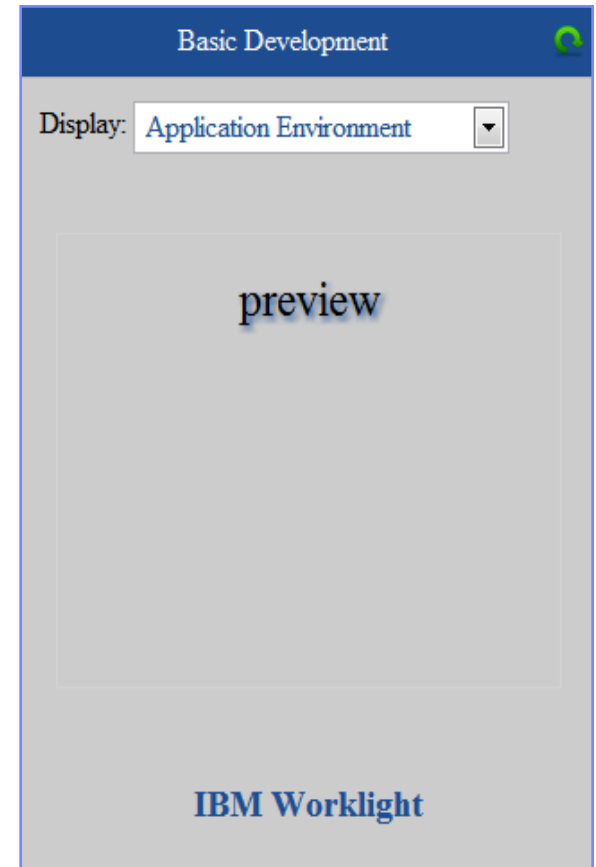 Basic Development
Display: Application Environment
preview
IBM Worklight